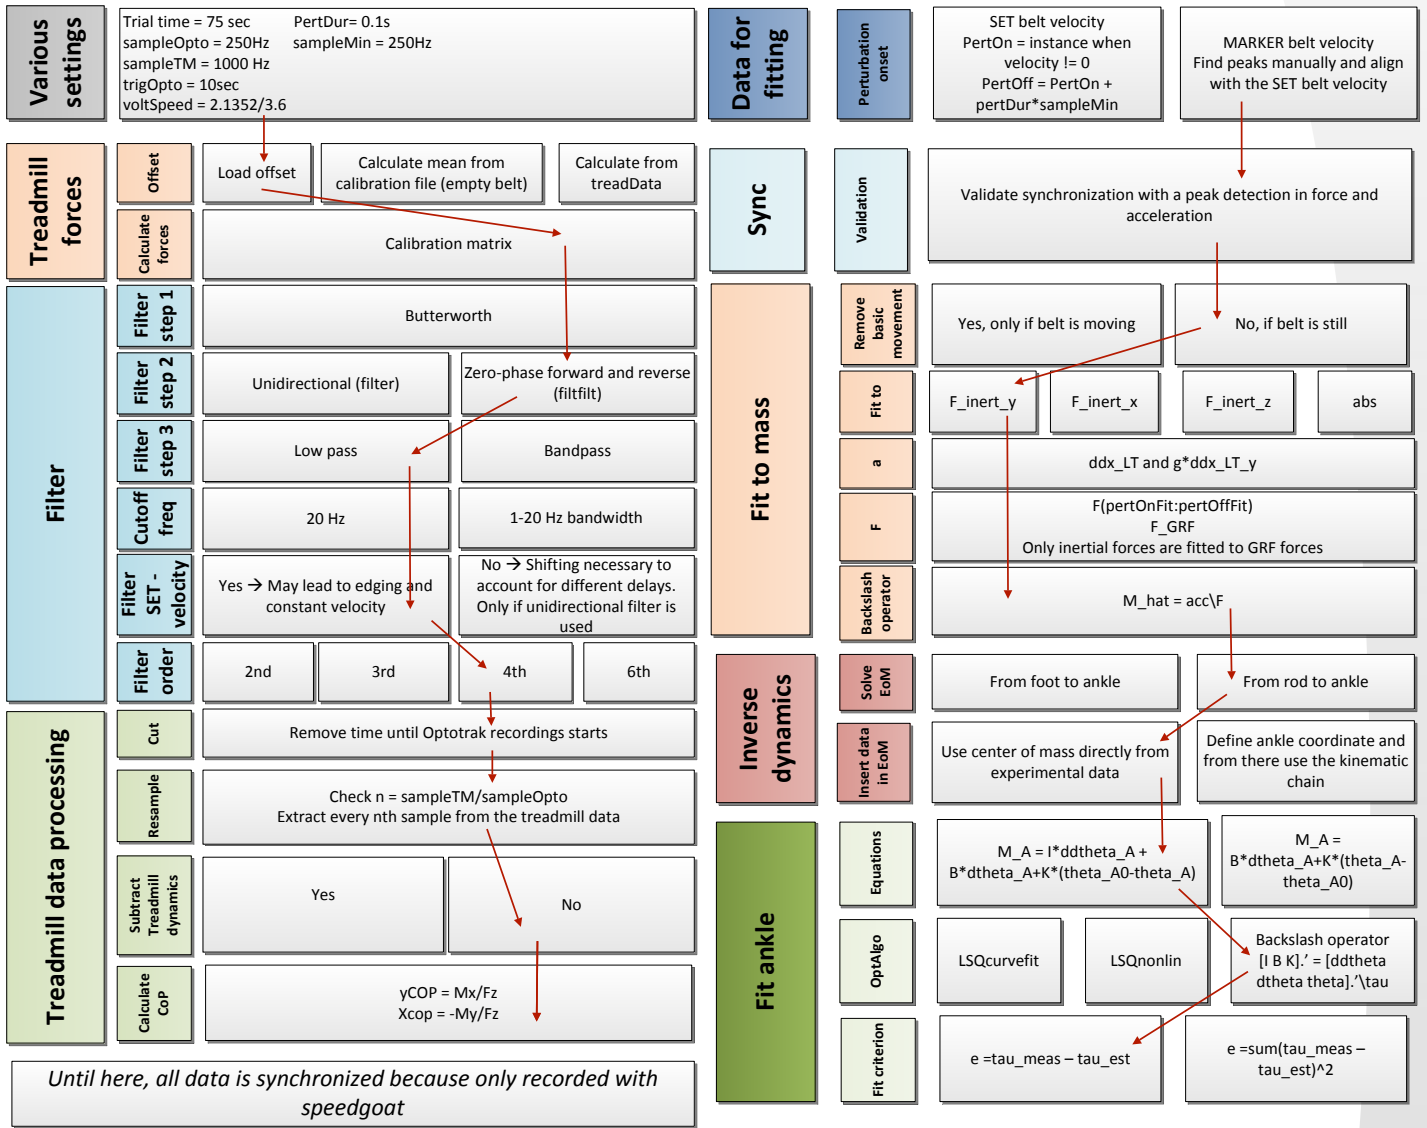 Various
settings
Trial time = 75 sec PertDur= 0.1s
sampleOpto = 250Hz sampleMin = 250Hz
sampleTM = 1000 Hz
trigOpto = 10sec
voltSpeed = 2.1352/3.6
Treadmill
forces
Offset
Load offset
Calculate mean from
calibration file (empty belt)
Calculate from
treadData
Calculate
forces
Calibration matrix
Filter
Filter
step 1
Butterworth
Filter
step 2
Unidirectional (filter)
Zero-phase forward and reverse
(filtfilt)
Filter
step 3
Low pass
Bandpass
Cutoff
freq
20 Hz
1-20 Hz bandwidth
Filter
SET -
velocity
Yes → May lead to edging and
constant velocity
No → Shifting necessary to
account for different delays.
Only if unidirectional filter is
used
Filter
order
2nd
3rd
4th
6th
Treadmill data processing
Cut
Remove time until Optotrak recordings starts
Resample
Check n = sampleTM/sampleOpto
Extract every nth sample from the treadmill data
Subtract
Treadmill
dynamics
Yes
No
Calculate
CoP
yCOP = Mx/Fz
Xcop = -My/Fz
Until here, all data is synchronized because only recorded with
speedgoat
Data for
fitting
Perturbation
onset
SET belt velocity
PertOn = instance when
velocity != 0
PertOff = PertOn +
pertDur*sampleMin
MARKER belt velocity
Find peaks manually and align
with the SET belt velocity
Sync
Validation
Validate synchronization with a peak detection in force and
acceleration
Fit to mass
Remove
basic
movement
Yes, only if belt is moving
No, if belt is still
Fit to
F_inert_y
F_inert_x
F_inert_z
abs
a
ddx_LT and g*ddx_LT_y
F
F(pertOnFit:pertOffFit)
F_GRF
Only inertial forces are fitted to GRF forces
Backslash
operator
M_hat = acc\F
Inverse
dynamics
Solve
EoM
From foot to ankle
From rod to ankle
Insert data
in EoM
Use center of mass directly from
experimental data
Define ankle coordinate and
from there use the kinematic
chain
Fit ankle
Equations
M_A = I*ddtheta_A +
B*dtheta_A+K*(theta_A0-theta_A)
M_A =
B*dtheta_A+K*(theta_A-
theta_A0)
OptAlgo
LSQcurvefit
LSQnonlin
Backslash operator
[I B K].’ = [ddtheta
dtheta theta].’\tau
Fit criterion
e =tau_meas – tau_est
e =sum(tau_meas –
tau_est)^2